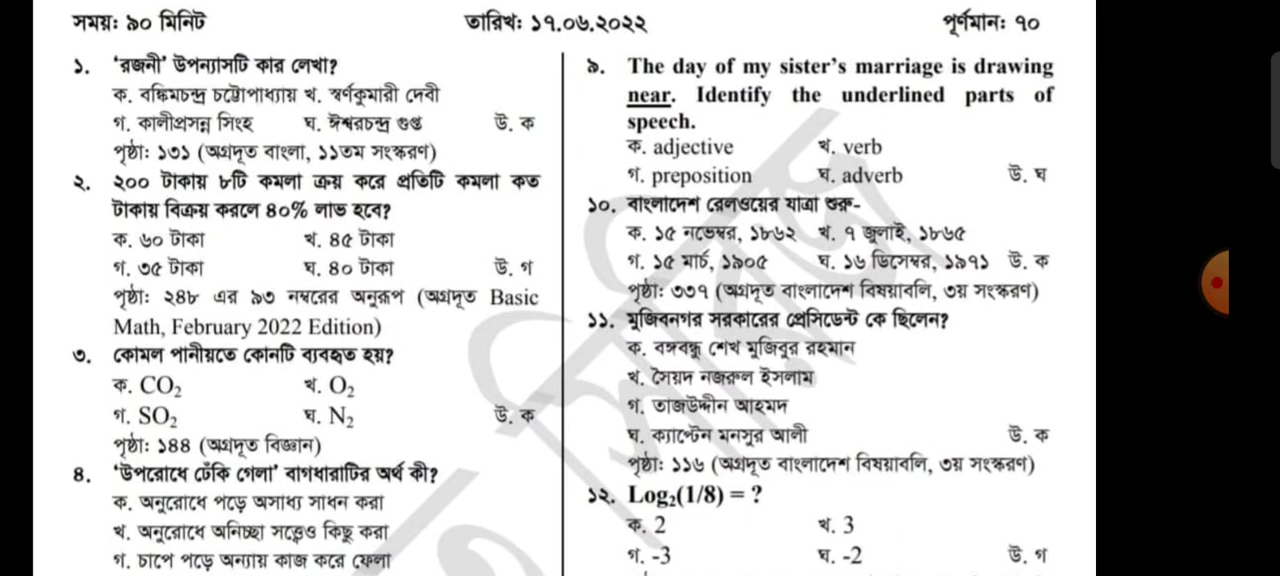 সময়: ৯০ মিনিট
তারিখ: ১৭.০৬.২০২২
পূর্ণমান: ৭০
১. ‘রজনী’ উপন্যাসটি কার লেখা?
ক. বঙ্কিমচন্দ্র চট্টোপাধ্যায় খ. স্বর্ণকুমারী দেবী
গ. কালীপ্রসন্ন সিংহ ঘ. ঈশ্বরচন্দ্র গুপ্ত উ. ক
পৃষ্ঠা: ১৩১ (অগ্রদূত বাংলা, ১১তম সংস্করণ)
২. ২০০ টাকায় ৮টি কমলা ক্রয় করে প্রতিটি কমলা কত
টাকায় বিক্রয় করলে ৪০% লাভ হবে?
ক. ৬০ টাকা খ. ৪৫ টাকা
গ. ৩৫ টাকা ঘ. ৪০ টাকা উ. গ
পৃষ্ঠা: ২৪৮ এর ৯৩ নম্বরের অনুরূপ (অগ্রদূত Basic
Math, February 2022 Edition)
৩. কোমল পানীয়তে কোনটি ব্যবহৃত হয়?
ক. CO₂ খ. O₂
গ. SO₂ ঘ. N₂ উ. ক
পৃষ্ঠা: ১৪৪ (অগ্রদূত বিজ্ঞান)
৪. ‘উপরোধে ঢেঁকি গেলা’ বাগধারাটির অর্থ কী?
ক. অনুরোধে পড়ে অসাধ্য সাধন করা
খ. অনুরোধে অনিচ্ছা সত্ত্বেও কিছু করা
গ. চাপে পড়ে অন্যায় কাজ করে ফেলা
৯. The day of my sister’s marriage is drawing
near. Identify the underlined parts of
speech.
ক. adjective খ. verb
গ. preposition ঘ. adverb উ. ঘ
১০. বাংলাদেশ রেলওয়ের যাত্রা শুরু-
ক. ১৫ নভেম্বর, ১৮৬২ খ. ৭ জুলাই, ১৮৬৫
গ. ১৫ মার্চ, ১৯০৫ ঘ. ১৬ ডিসেম্বর, ১৯৭১ উ. ক
পৃষ্ঠা: ৩৩৭ (অগ্রদূত বাংলাদেশ বিষয়াবলি, ৩য় সংস্করণ)
১১. মুজিবনগর সরকারের প্রেসিডেন্ট কে ছিলেন?
ক. বঙ্গবন্ধু শেখ মুজিবুর রহমান
খ. সৈয়দ নজরুল ইসলাম
গ. তাজউদ্দীন আহমদ
ঘ. ক্যাপ্টেন মনসুর আলী উ. ক
পৃষ্ঠা: ১১৬ (অগ্রদূত বাংলাদেশ বিষয়াবলি, ৩য় সংস্করণ)
১২. Log₂(1/8) = ?
ক. 2 খ. 3
গ. -3 ঘ. -2 উ. গ